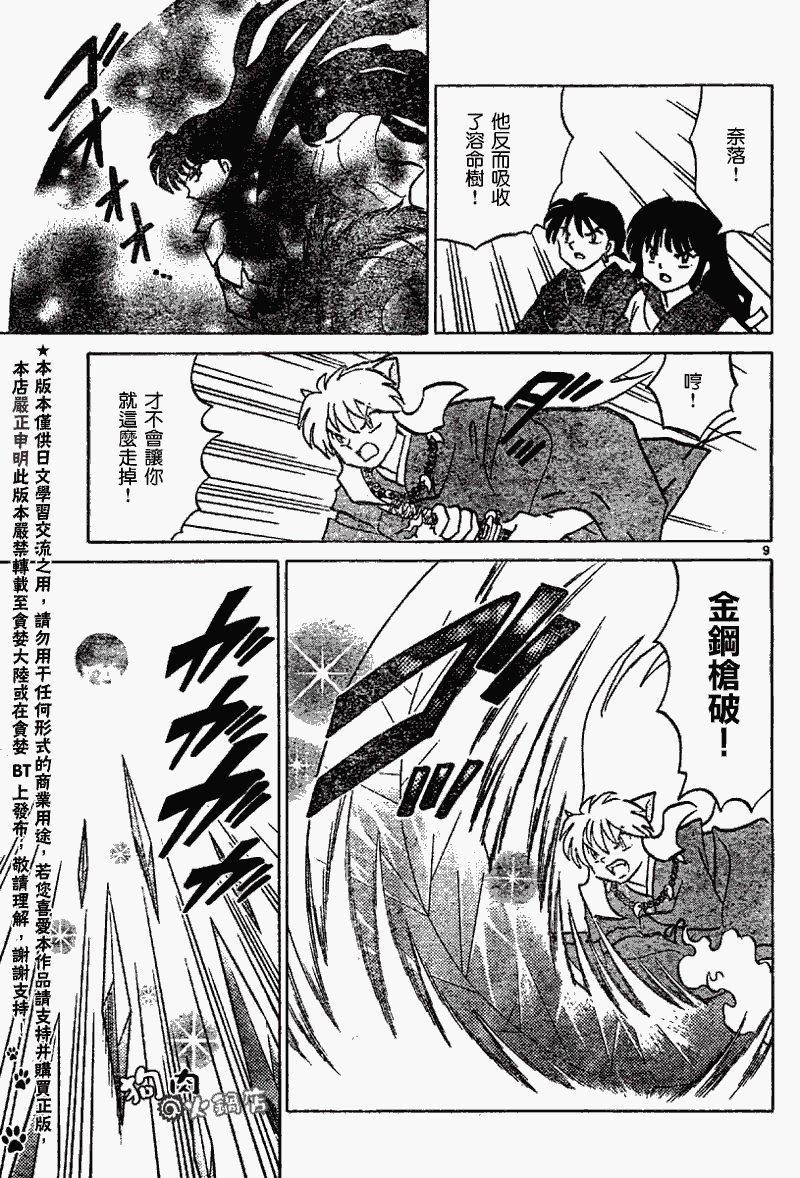 奈落！
他反而吸收
了溶命樹！
ゴオオオ…
哼！
才不會讓你
就這麼走掉！
9
金鋼槍破！
ガガガガ
★本版本僅供日文學習交流之用，請勿用于任何形式的商業用途，若您喜愛本作品請支持并購買正版，
本店嚴正申明此版本嚴禁轉載至貪婪大陸或在貪婪BT上發布，敬請理解，謝謝支持！
狗肉
火鍋店